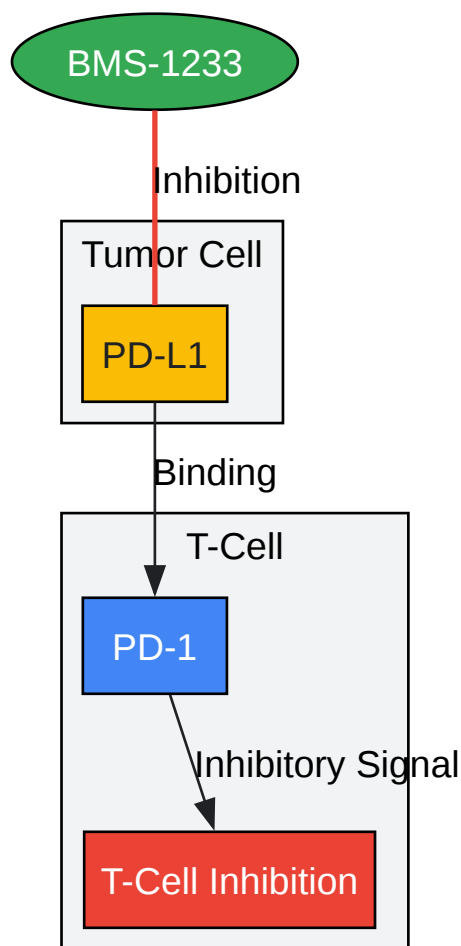 BMS-1233
Inhibition
Tumor Cell
PD-L1
Binding
T-Cell
PD-1
Inhibitory Signal
T-Cell Inhibition